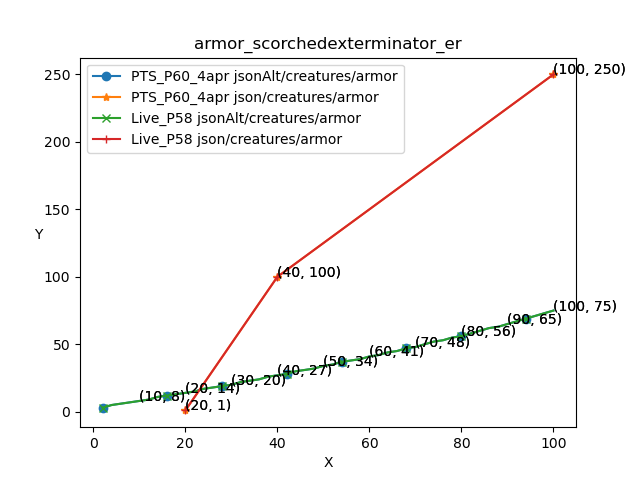 armor_scorchedexterminator_er
PTS_P60_4apr jsonAlt/creatures/armor
PTS_P60_4apr json/creatures/armor
Live_P58 jsonAlt/creatures/armor
Live_P58 json/creatures/armor
(100, 250)
(40, 100)
(100, 75)
(90, 65)
(80, 56)
(70, 48)
(60, 41)
(50, 34)
(40, 27)
(30, 20)
(20, 14)
(10, 8)
(20, 1)
250
200
150
100
50
0
Y
0 20 40 60 80 100
X